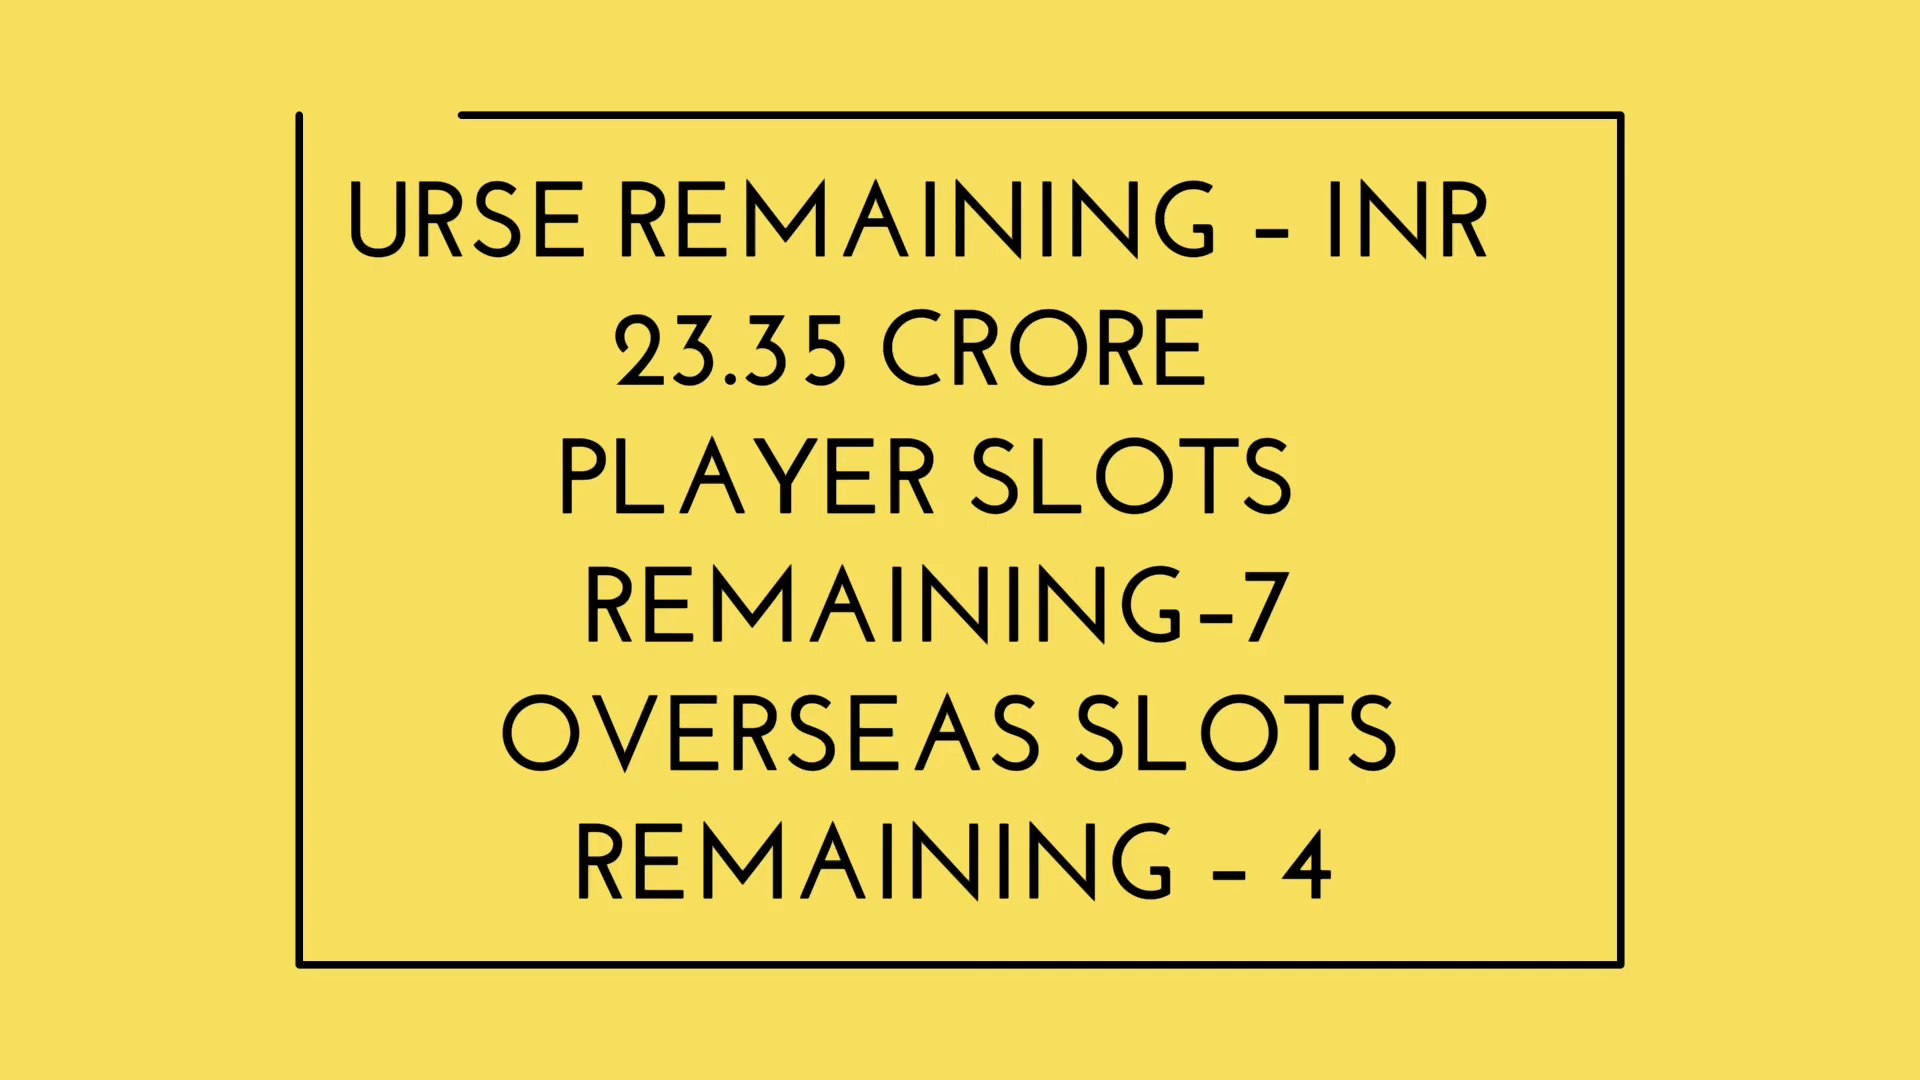 URSE REMAINING - INR
23.35 CRORE
PLAYER SLOTS
REMAINING-7
OVERSEAS SLOTS
REMAINING - 4